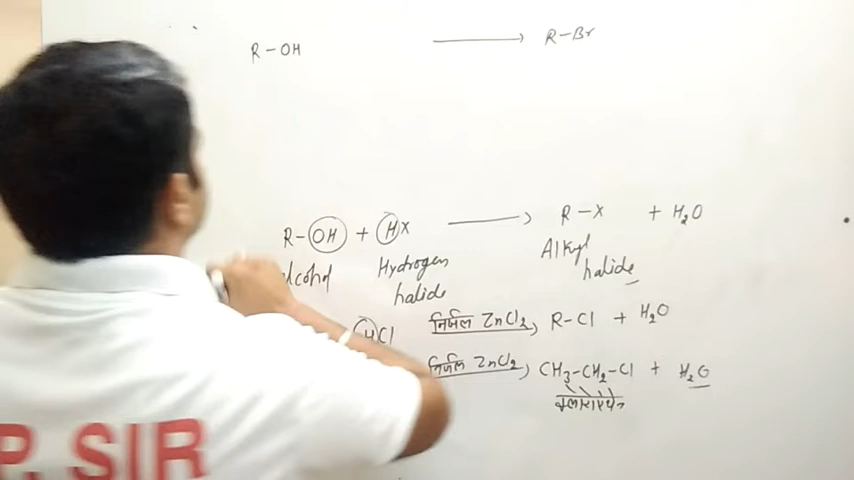 R-OH ⟶ R-Br
R-OH + HX ⟶ R-X + H₂O
Alkyl halide
Hydrogen halide
HCl निर्जल ZnCl₂ R-Cl + H₂O
निर्जल ZnCl₂ CH₃-CH₂-Cl + H₂O
SIR